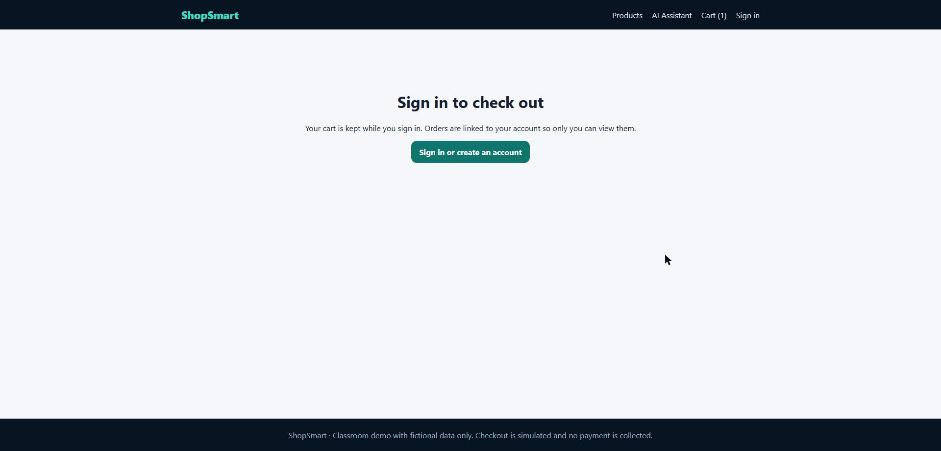 ShopSmart
Products AI Assistant Cart (1) Sign in
Sign in to check out
Your cart is kept while you sign in. Orders are linked to your account so only you can view them.
Sign in or create an account
ShopSmart · Classroom demo with fictional data only. Checkout is simulated and no payment is collected.